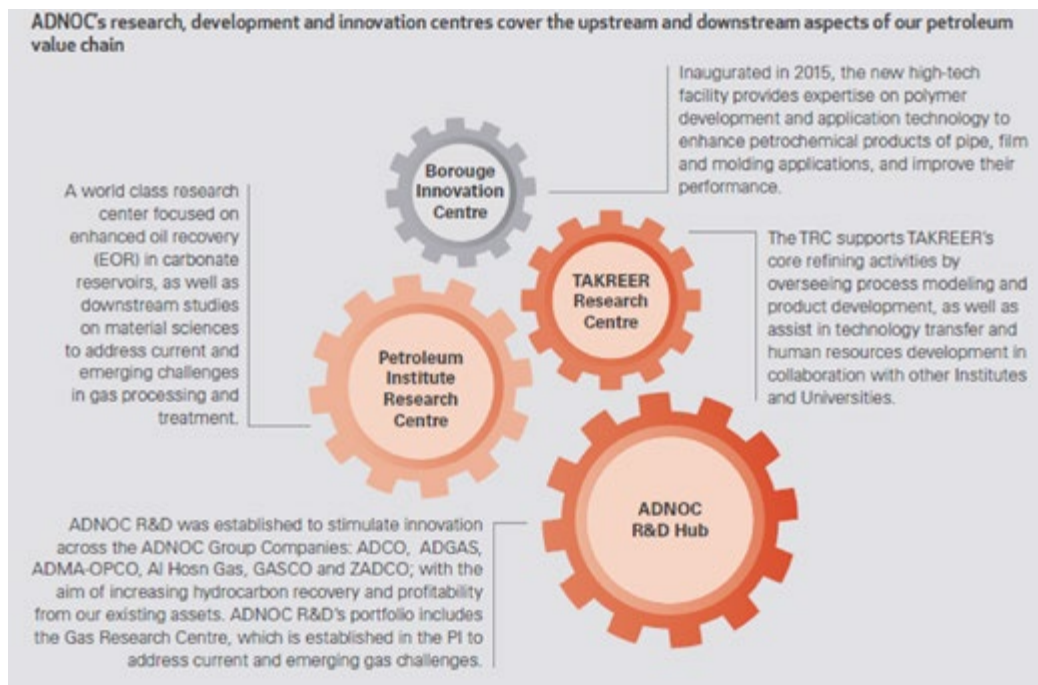 ADNOC's research, development and innovation centres cover the upstream and downstream aspects of our petroleum
value chain
Inaugurated in 2015, the new high-tech
facility provides expertise on polymer
development and application technology to
enhance petrochemical products of pipe, film
and molding applications, and improve their
performance.
Borouge
Innovation
Centre
A world class research
center focused on
enhanced oil recovery
(EOR) in carbonate
reservoirs, as well as
downstream studies
on material sciences
to address current and
emerging challenges
in gas processing and
treatment.
TAKREER
Research
Centre
The TRC supports TAKREER's
core refining activities by
overseeing process modeling and
product development, as well as
assist in technology transfer and
human resources development in
collaboration with other Institutes
and Universities.
Petroleum
Institute
Research
Centre
ADNOC
R&D Hub
ADNOC R&D was established to stimulate innovation
across the ADNOC Group Companies: ADCO, ADGAS,
ADMA-OPCO, Al Hosn Gas, GASCO and ZADCO; with the
aim of increasing hydrocarbon recovery and profitability
from our existing assets. ADNOC R&D's portfolio includes
the Gas Research Centre, which is established in the PI to
address current and emerging gas challenges.